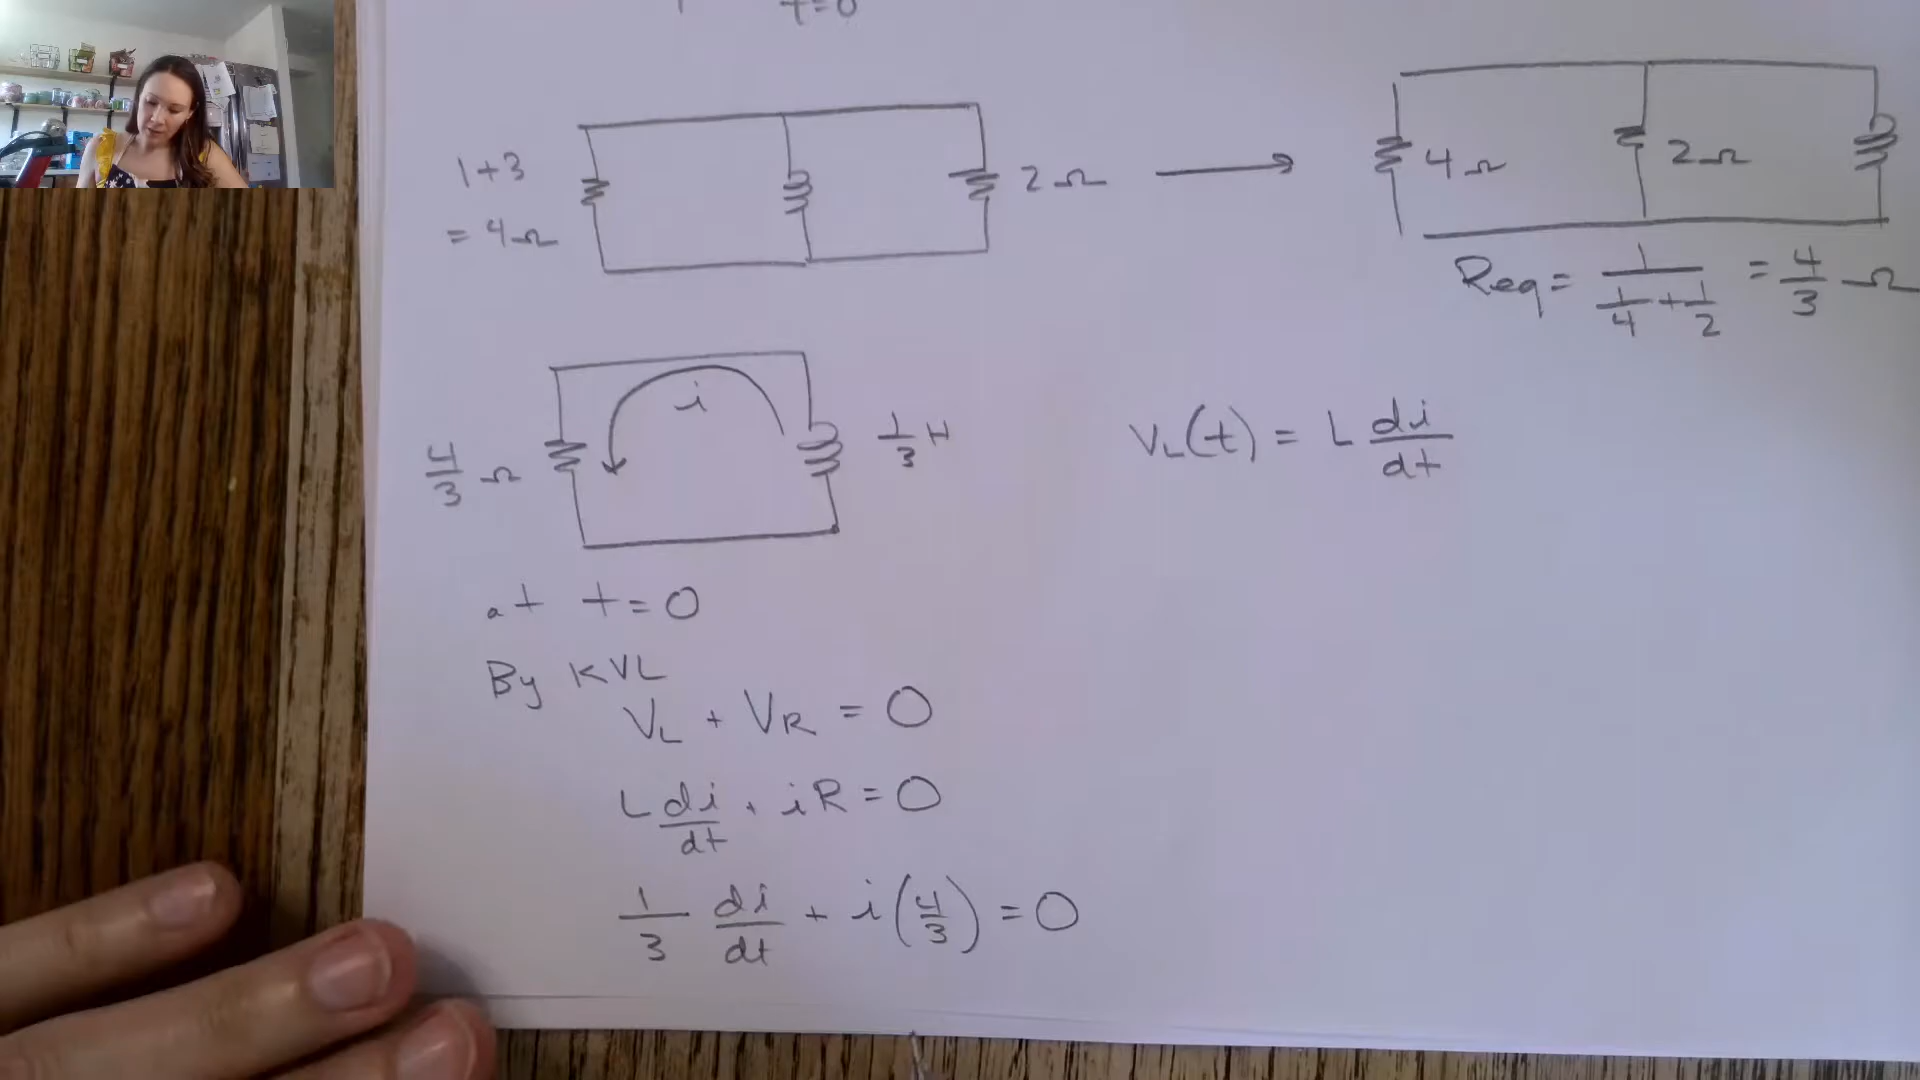 t=0
1+3
= 4Ω
2Ω
4Ω
2Ω
Req = 1/(1/4 + 1/2) = 4/3 Ω
i
4/3 Ω
1/3 H
VL(t) = L di/dt
at t=0
By KVL
VL + VR = 0
L di/dt + iR = 0
1/3 di/dt + i(4/3) = 0